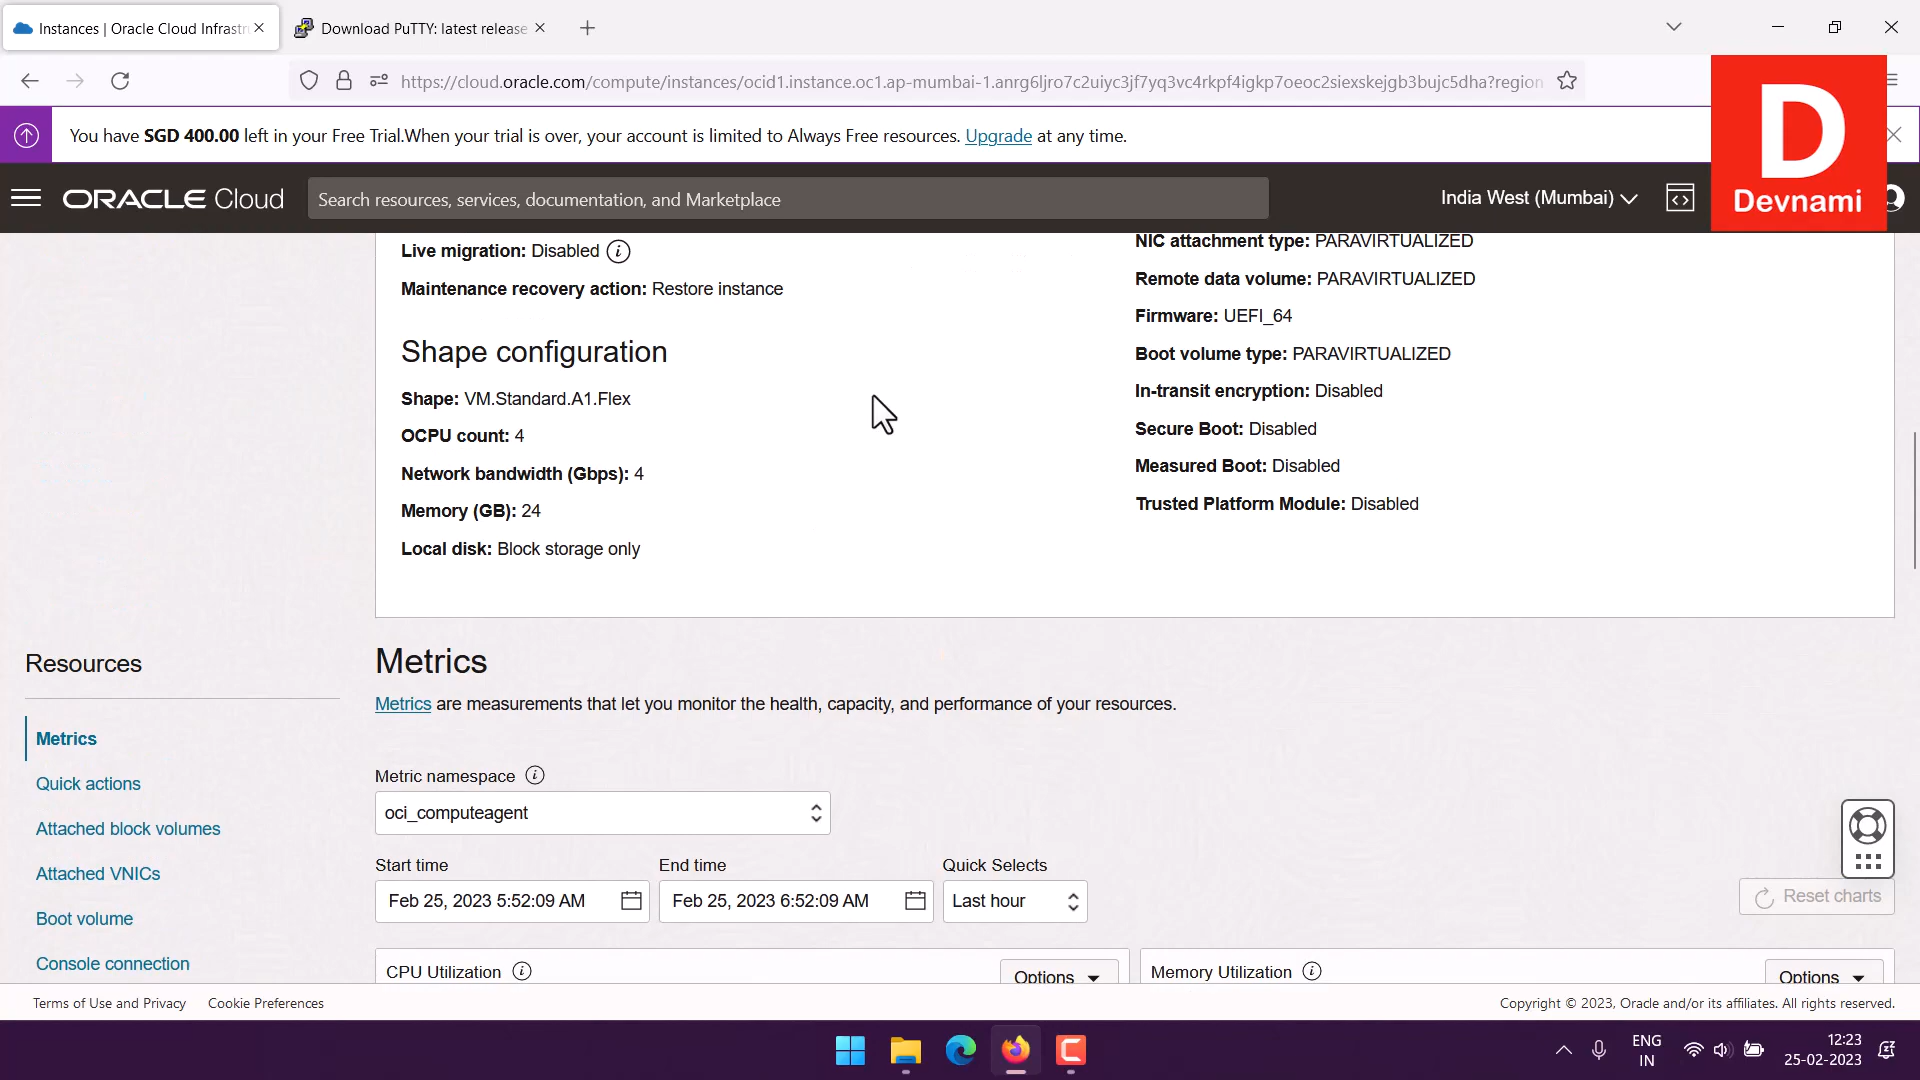 Instances | Oracle Cloud Infrastr
Download PuTTY: latest release
https://cloud.oracle.com/compute/instances/ocid1.instance.oc1.ap-mumbai-1.anrg6ljro7c2uiyc3jf7yq3vc4rkpf4igkp7oeoc2siexskejgb3bujc5dha?region
You have SGD 400.00 left in your Free Trial.When your trial is over, your account is limited to Always Free resources. Upgrade at any time.
D
Devnami
ORACLE Cloud
Search resources, services, documentation, and Marketplace
India West (Mumbai)
Live migration: Disabled
Maintenance recovery action: Restore instance
Shape configuration
Shape: VM.Standard.A1.Flex
OCPU count: 4
Network bandwidth (Gbps): 4
Memory (GB): 24
Local disk: Block storage only
NIC attachment type: PARAVIRTUALIZED
Remote data volume: PARAVIRTUALIZED
Firmware: UEFI_64
Boot volume type: PARAVIRTUALIZED
In-transit encryption: Disabled
Secure Boot: Disabled
Measured Boot: Disabled
Trusted Platform Module: Disabled
Resources
Metrics
Quick actions
Attached block volumes
Attached VNICs
Boot volume
Console connection
Metrics
Metrics are measurements that let you monitor the health, capacity, and performance of your resources.
Metric namespace
oci_computeagent
Start time
End time
Quick Selects
Feb 25, 2023 5:52:09 AM
Feb 25, 2023 6:52:09 AM
Last hour
Reset charts
CPU Utilization
Options
Memory Utilization
Options
Terms of Use and Privacy
Cookie Preferences
Copyright © 2023, Oracle and/or its affiliates. All rights reserved.
ENG
IN
12:23
25-02-2023